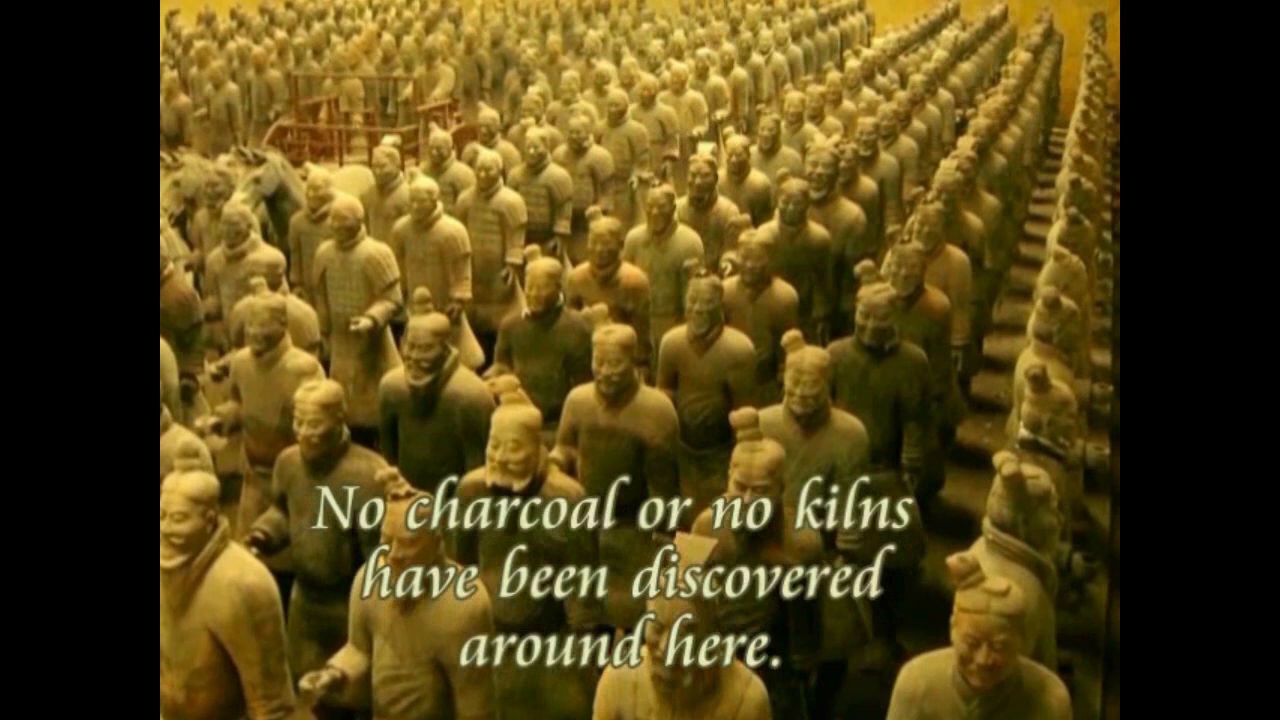 No charcoal or no kilns
have been discovered
around here.